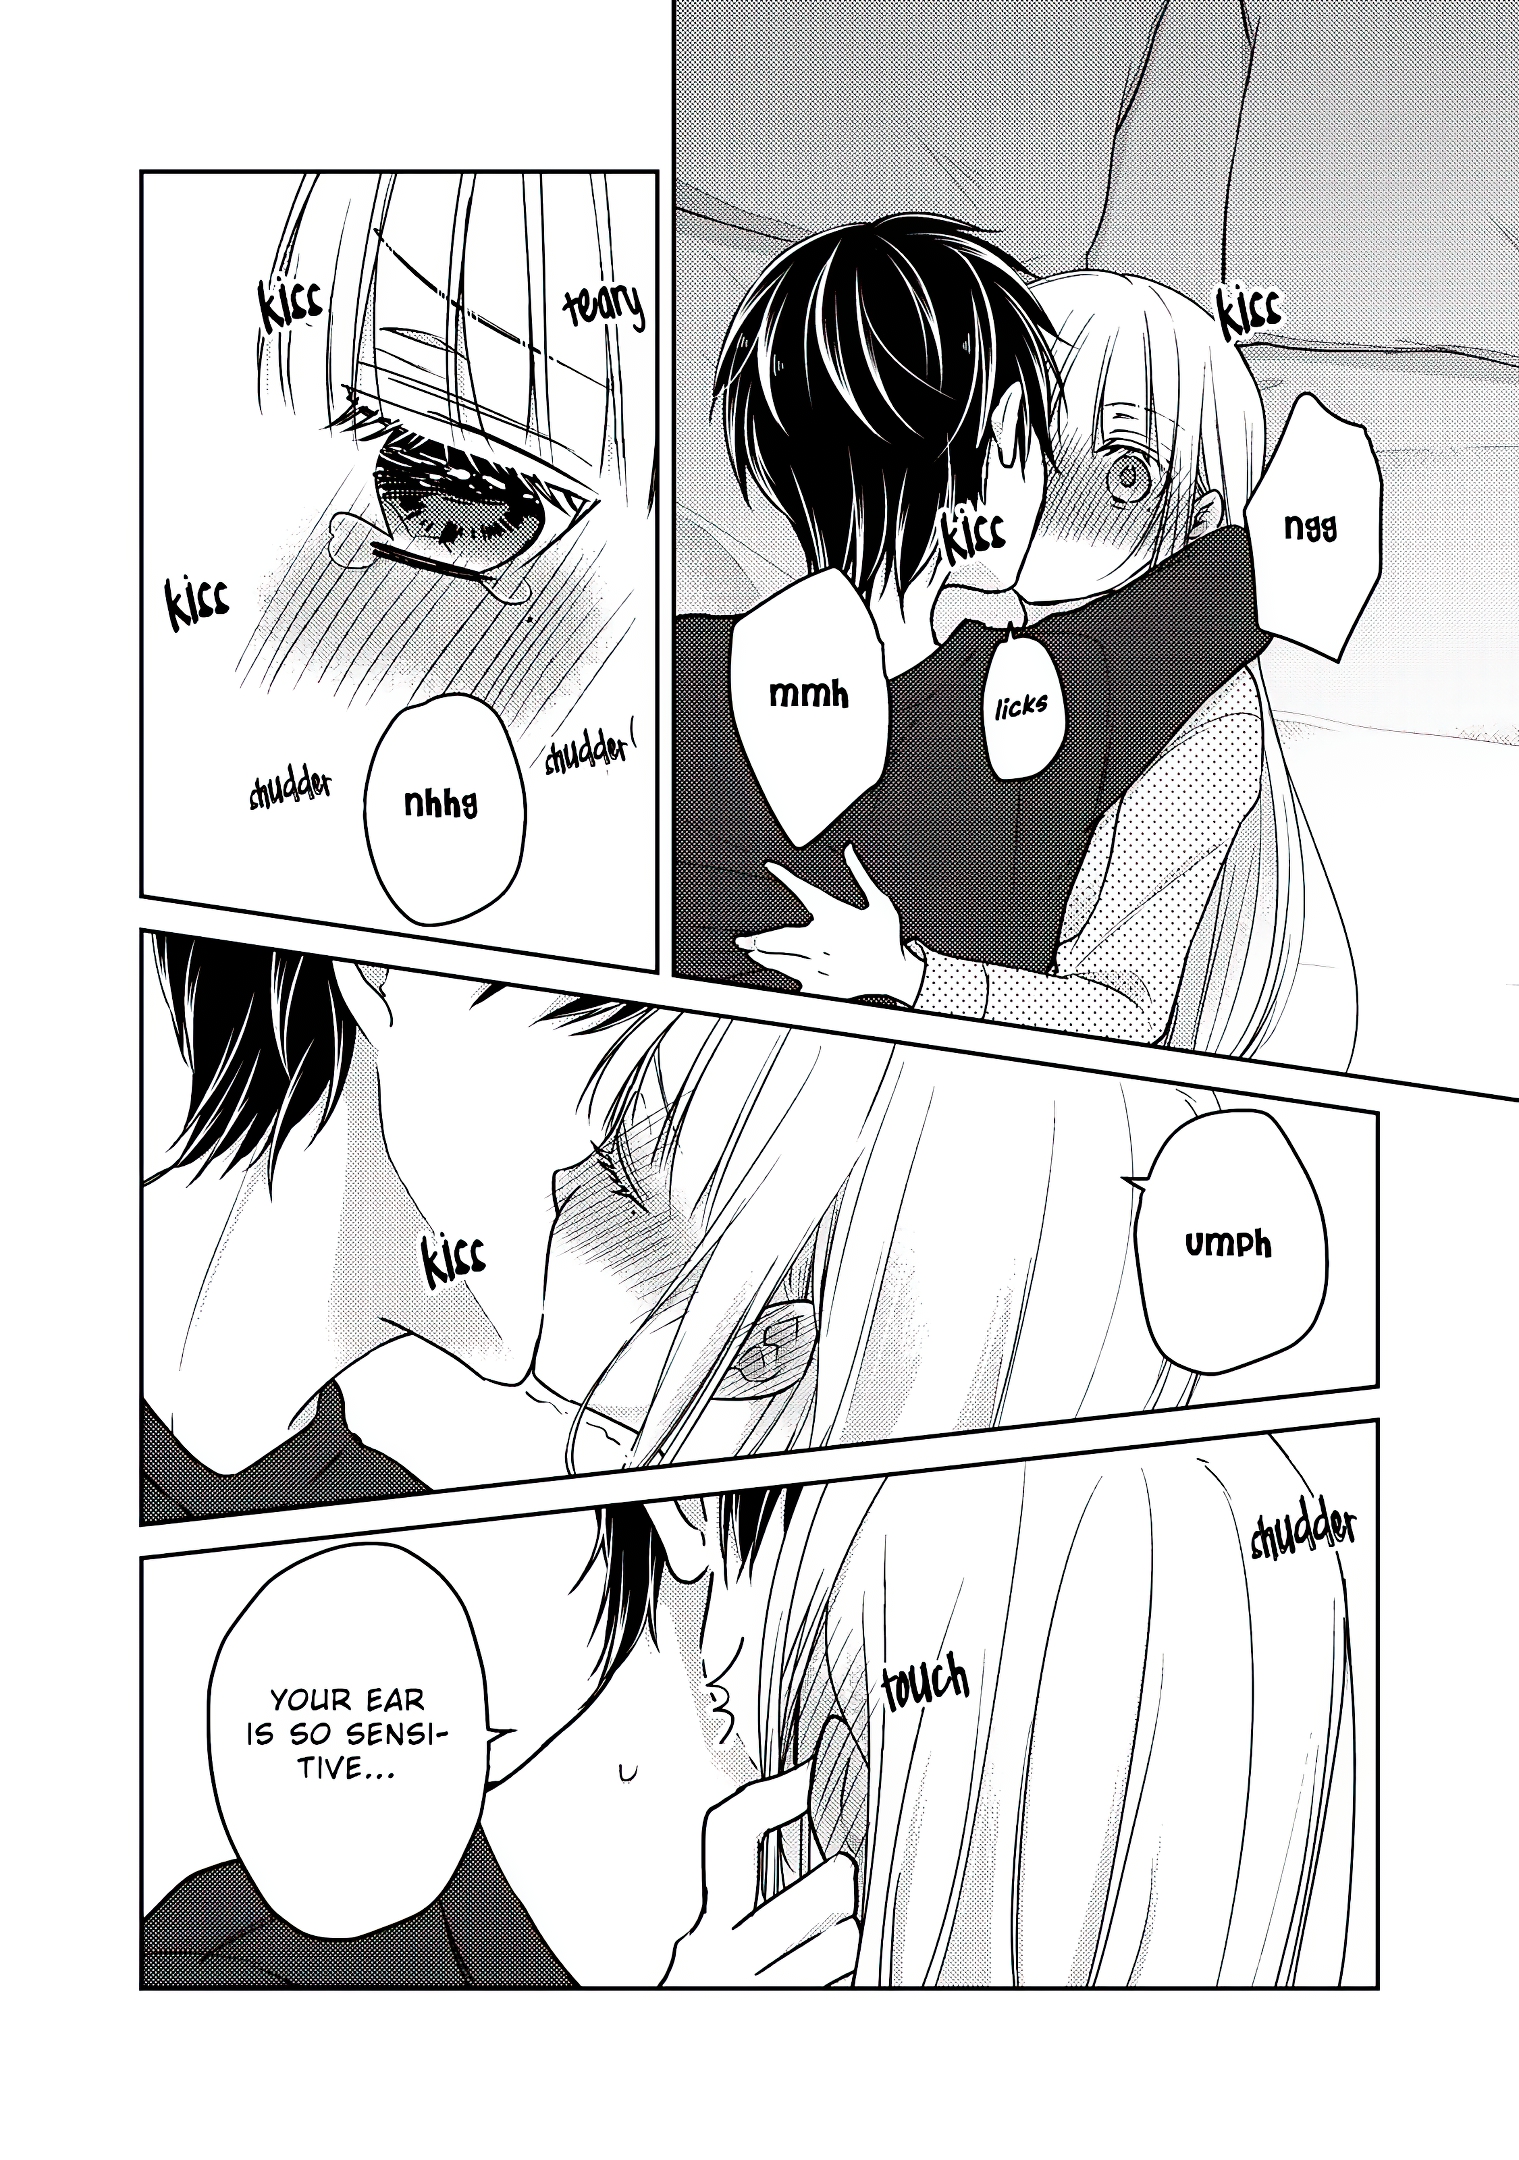 kiss
ngg
kiss
licks
mmh
teary
kiss
kiss
shudder
nhhg
shudder
umph
kiss
shudder
touch
YOUR EAR
IS SO SENSI-
TIVE...